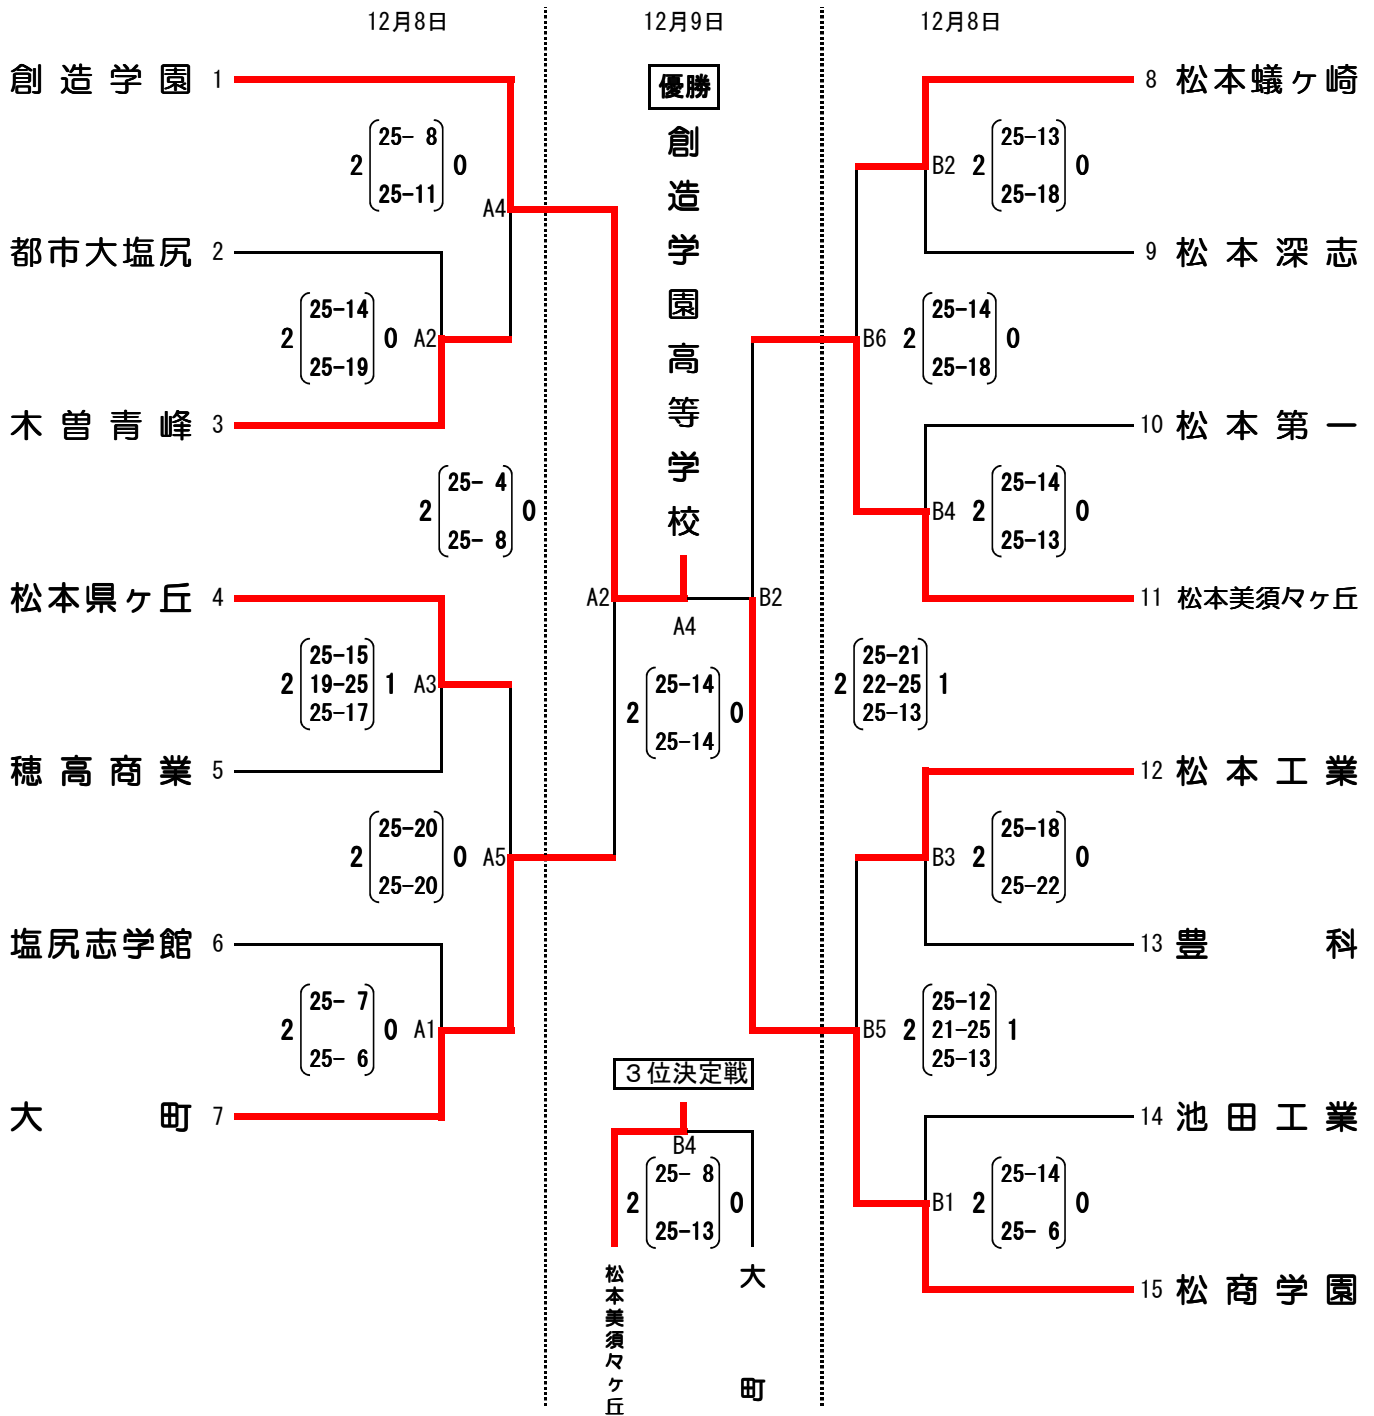 12月8日
12月9日
12月8日
創造学園 1
2 25- 8 0
25-11
A4
都市大塩尻 2
2 25-14 0
25-19
A2
木曽青峰 3
2 25- 4 0
25- 8
松本県ヶ丘 4
2 25-15 1
19-25
25-17
A3
穂高商業 5
2 25-20 0
25-20
A5
塩尻志学館 6
2 25- 7 0
25- 6
A1
大町 7
優勝
創造学園高等学校
A2
B2
A4
2 25-14 0
25-14
3位決定戦
B4
2 25- 8 0
25-13
松本美須々ヶ丘
大町
8 松本蟻ヶ崎
B2 2 25-13 0
25-18
9 松本深志
B6 2 25-14 0
25-18
10 松本第一
B4 2 25-14 0
25-13
11 松本美須々ヶ丘
2 25-21 1
22-25
25-13
12 松本工業
B3 2 25-18 0
25-22
13 豊科
B5 2 25-12 1
21-25
25-13
14 池田工業
B1 2 25-14 0
25- 6
15 松商学園